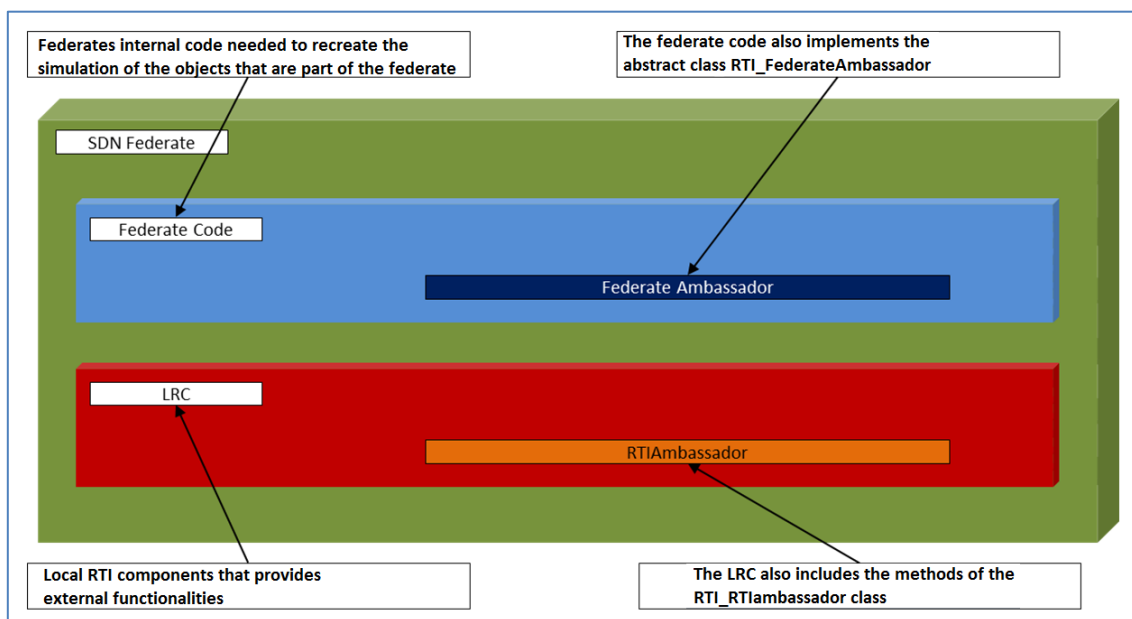 Federates internal code needed to recreate the
simulation of the objects that are part of the federate
The federate code also implements the
abstract class RTI_FederateAmbassador
SDN Federate
Federate Code
Federate Ambassador
LRC
RTIAmbassador
Local RTI components that provides
external functionalities
The LRC also includes the methods of the
RTI_RTIambassador class